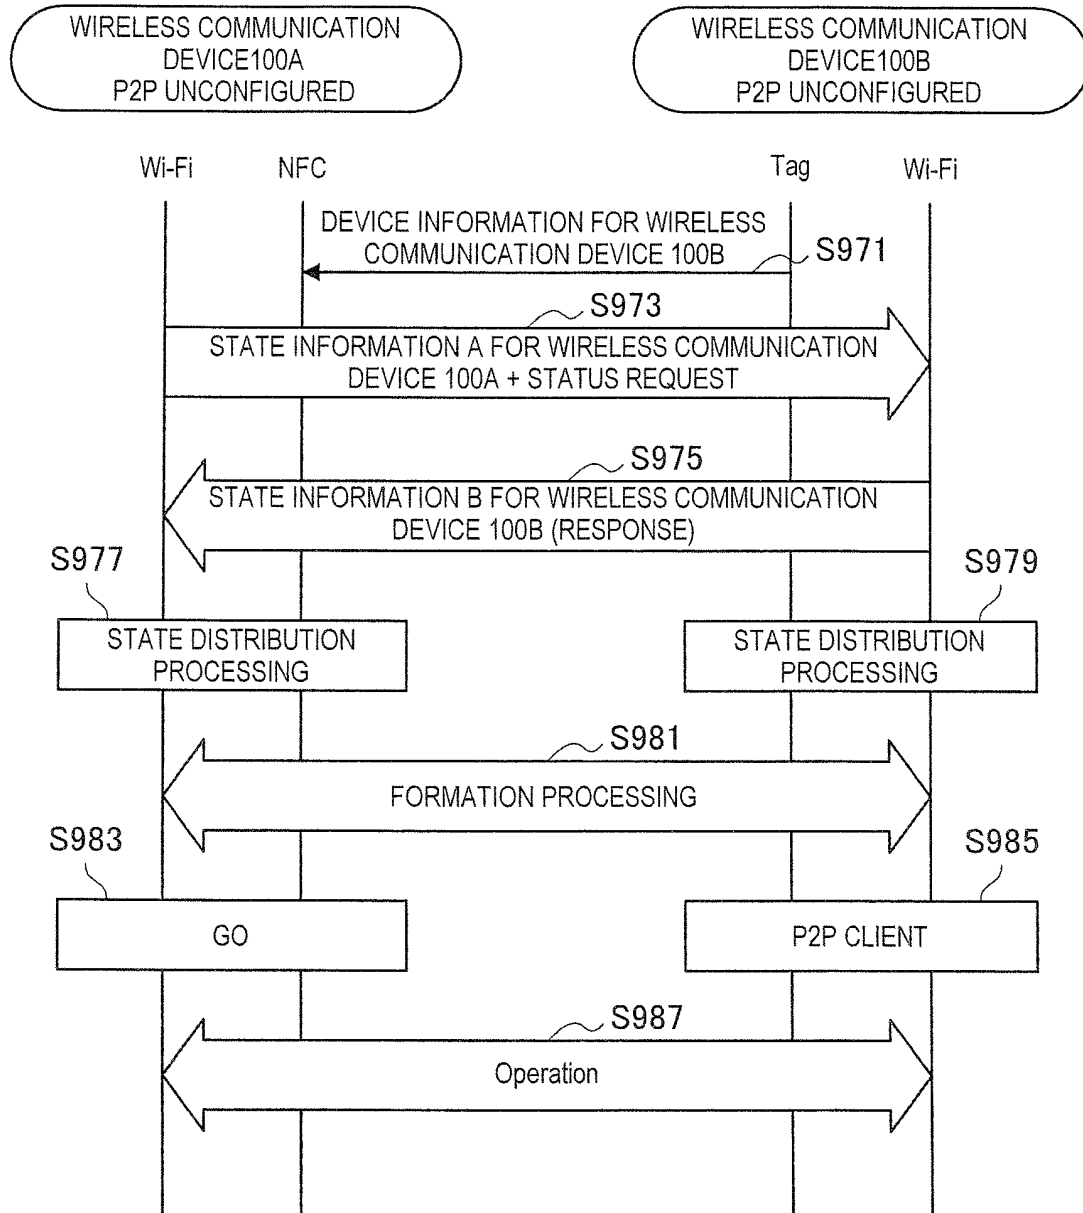 WIRELESS COMMUNICATION
DEVICE100A
P2P UNCONFIGURED
WIRELESS COMMUNICATION
DEVICE100B
P2P UNCONFIGURED
Wi-Fi
NFC
Tag
Wi-Fi
DEVICE INFORMATION FOR WIRELESS
COMMUNICATION DEVICE 100B
S971
S973
STATE INFORMATION A FOR WIRELESS COMMUNICATION
DEVICE 100A + STATUS REQUEST
S975
STATE INFORMATION B FOR WIRELESS COMMUNICATION
DEVICE 100B (RESPONSE)
S977
S979
STATE DISTRIBUTION
PROCESSING
STATE DISTRIBUTION
PROCESSING
S981
FORMATION PROCESSING
S983
S985
GO
P2P CLIENT
S987
Operation